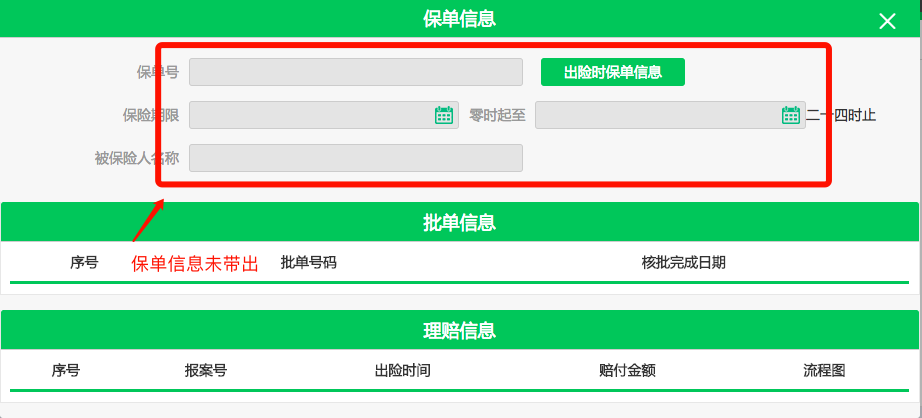 保单信息
保单号 出险时保单信息
保险期限 零时起至 二十四时止
被保险人名称
批单信息
序号 保单信息未带出 批单号码 核批完成日期
理赔信息
序号 报案号 出险时间 赔付金额 流程图